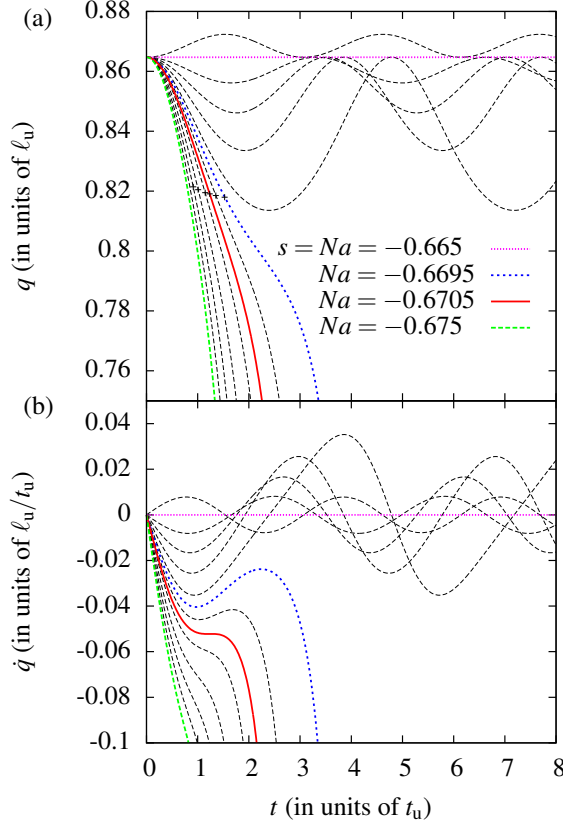 (a)
0.88
0.86
0.84
0.82
0.8
0.78
0.76
q (in units of ℓu)
s = Na = −0.665
Na = −0.6695
Na = −0.6705
Na = −0.675
(b)
0.04
0.02
0
-0.02
-0.04
-0.06
-0.08
-0.1
q̇ (in units of ℓu/tu)
0 1 2 3 4 5 6 7 8
t (in units of tu)